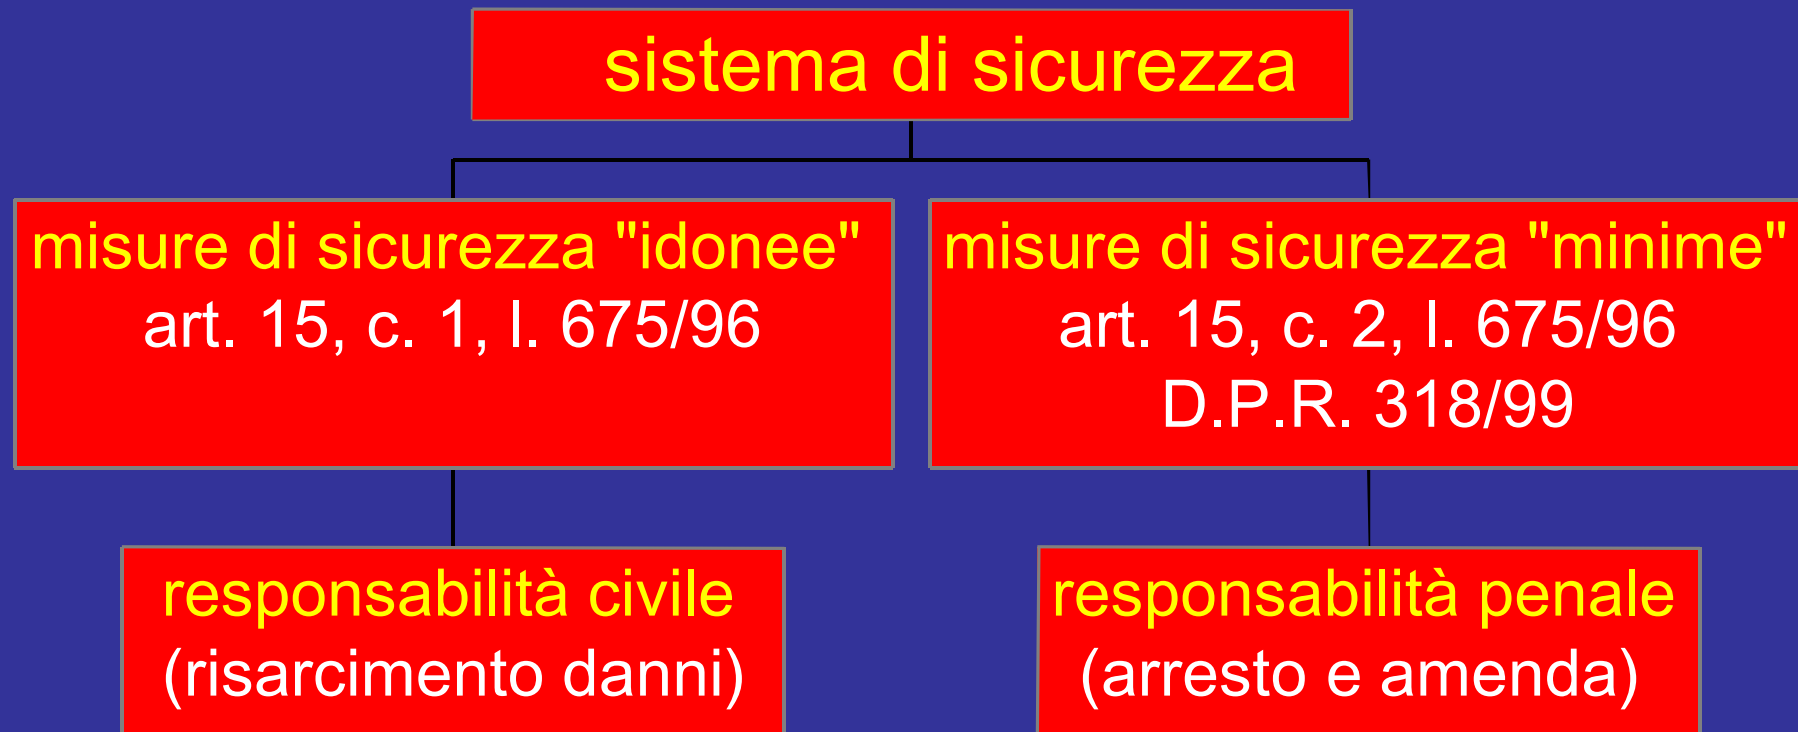 sistema di sicurezza
misure di sicurezza "idonee"
art. 15, c. 1, l. 675/96
misure di sicurezza "minime"
art. 15, c. 2, l. 675/96
D.P.R. 318/99
responsabilità civile
(risarcimento danni)
responsabilità penale
(arresto e amenda)